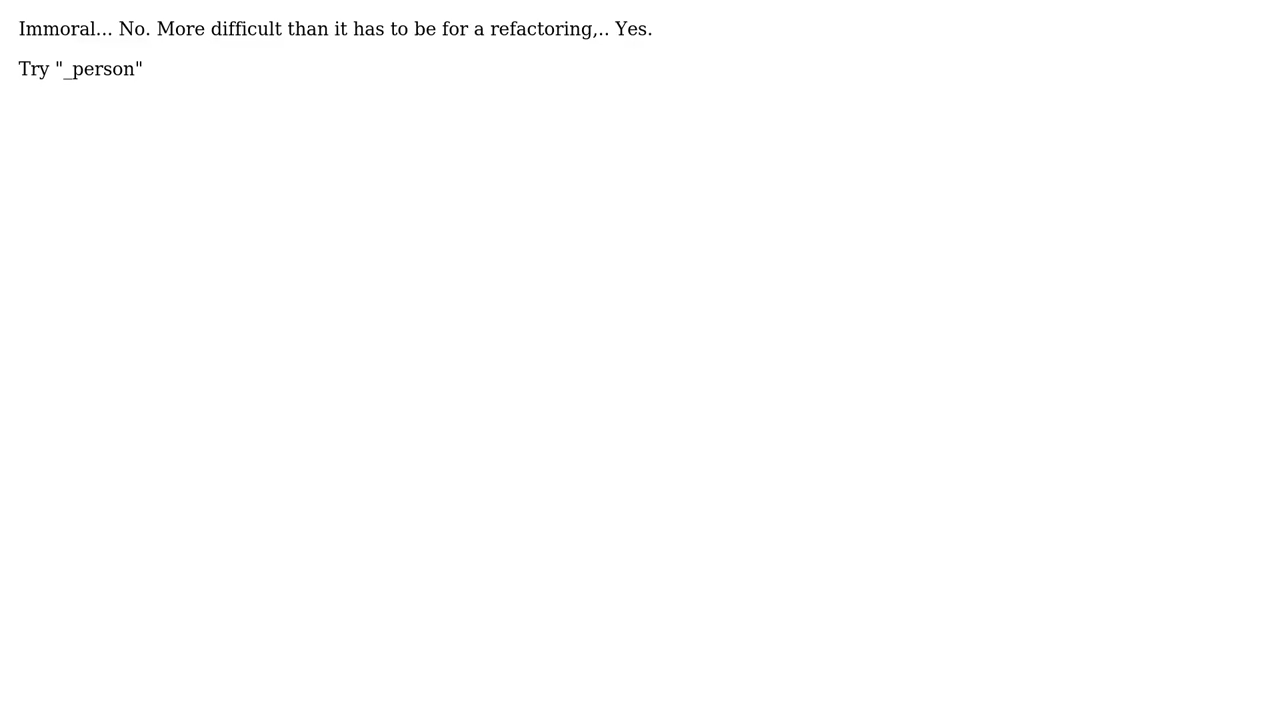 Immoral... No. More difficult than it has to be for a refactoring,.. Yes.
Try "_person"